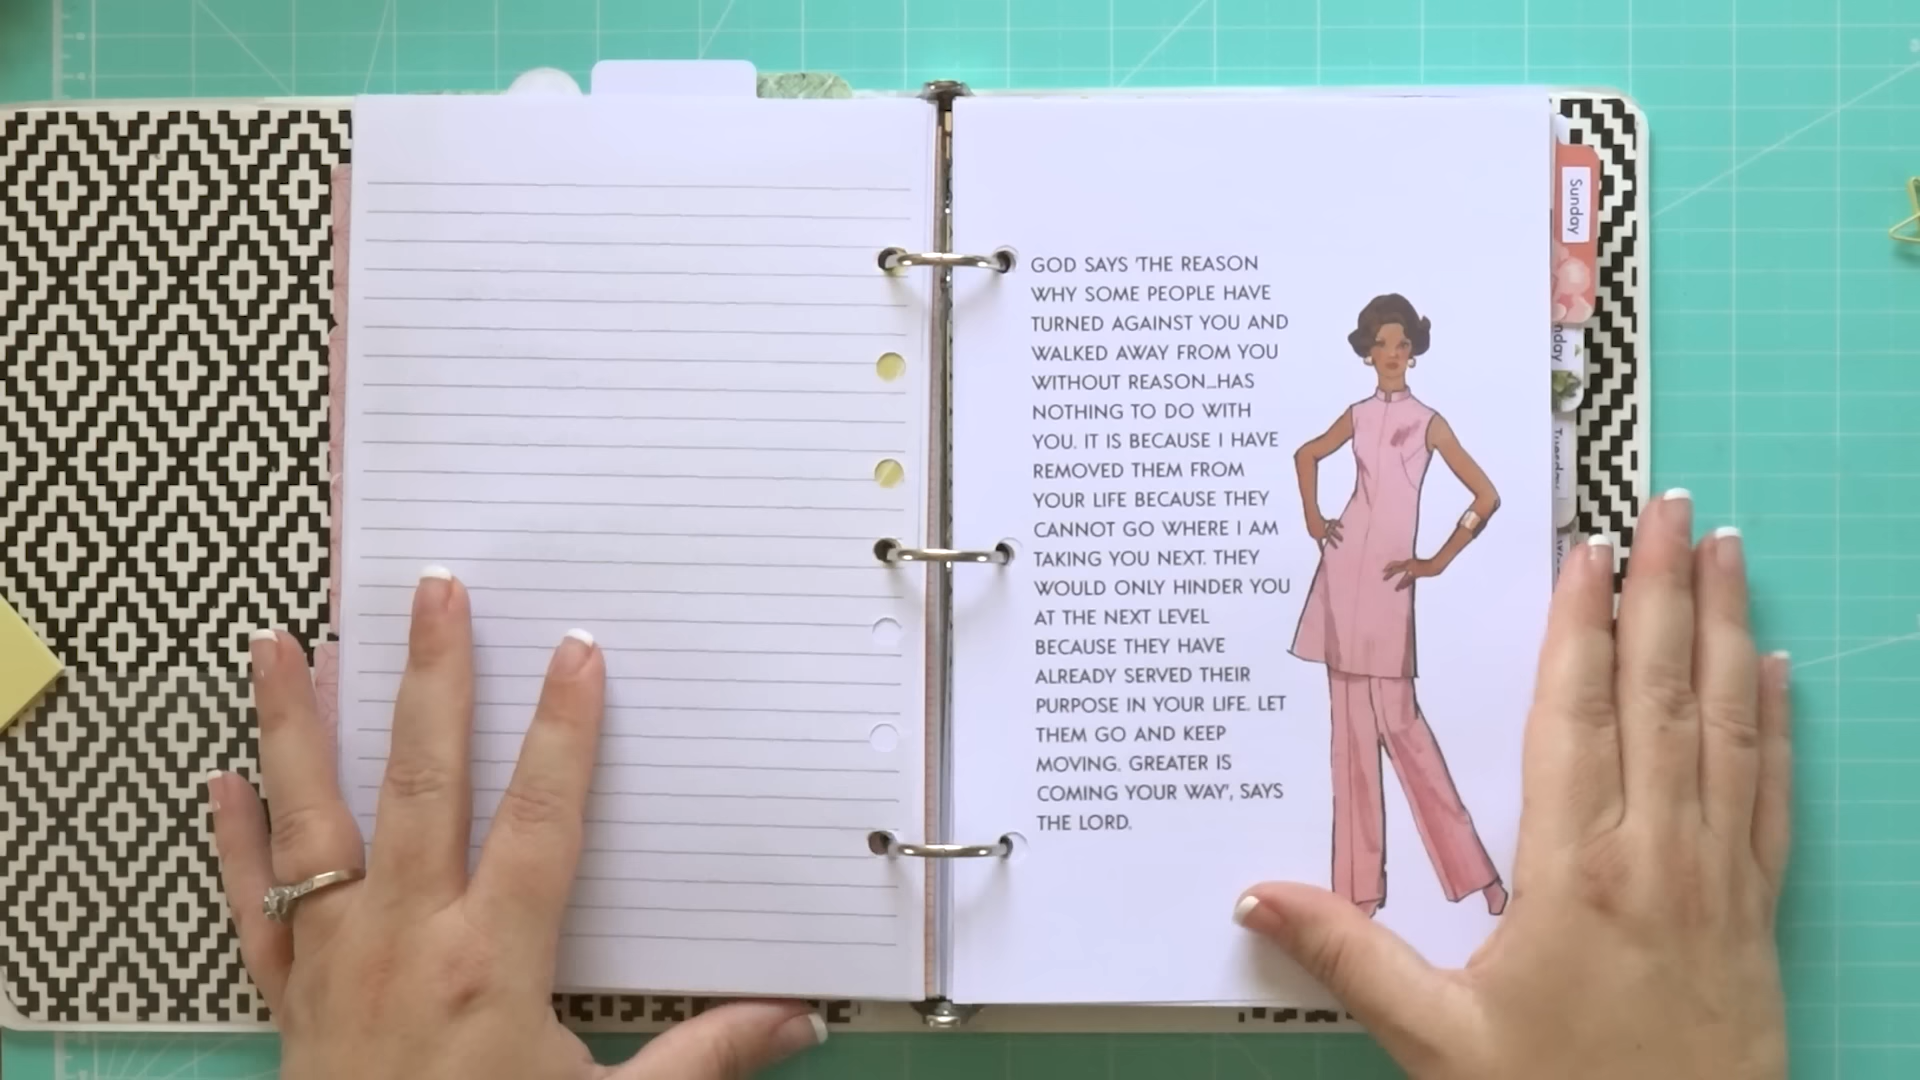 GOD SAYS 'THE REASON
WHY SOME PEOPLE HAVE
TURNED AGAINST YOU AND
WALKED AWAY FROM YOU
WITHOUT REASON...HAS
NOTHING TO DO WITH
YOU. IT IS BECAUSE I HAVE
REMOVED THEM FROM
YOUR LIFE BECAUSE THEY
CANNOT GO WHERE I AM
TAKING YOU NEXT. THEY
WOULD ONLY HINDER YOU
AT THE NEXT LEVEL
BECAUSE THEY HAVE
ALREADY SERVED THEIR
PURPOSE IN YOUR LIFE. LET
THEM GO AND KEEP
MOVING. GREATER IS
COMING YOUR WAY', SAYS
THE LORD.
Sunday
nday
Tuesday